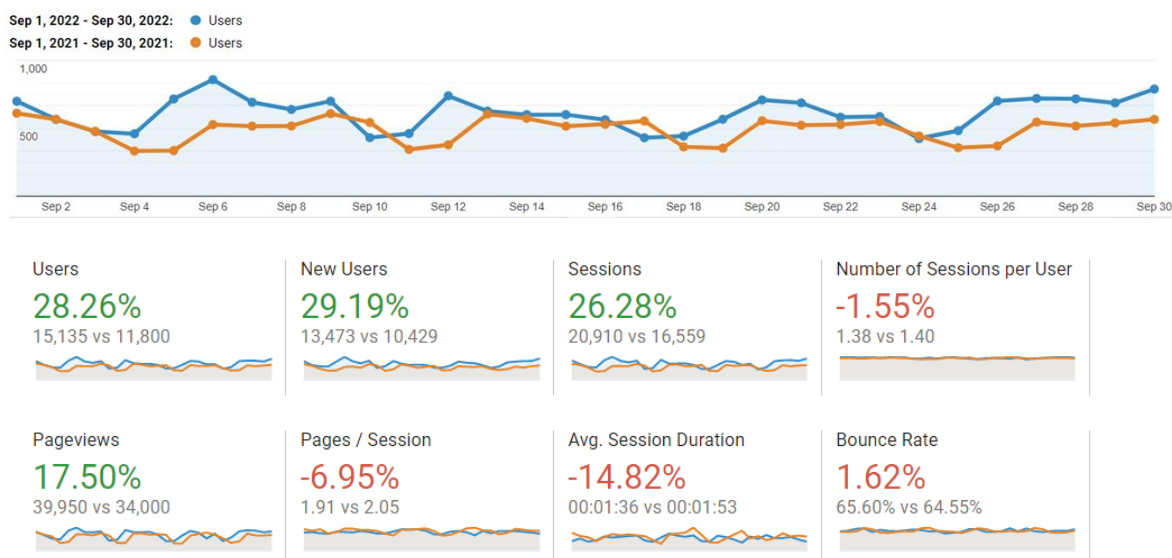 Sep 1, 2022 - Sep 30, 2022: Users
Sep 1, 2021 - Sep 30, 2021: Users
1,000
500
Sep 2 Sep 4 Sep 6 Sep 8 Sep 10 Sep 12 Sep 14 Sep 16 Sep 18 Sep 20 Sep 22 Sep 24 Sep 26 Sep 28 Sep 30
Users
28.26%
15,135 vs 11,800
New Users
29.19%
13,473 vs 10,429
Sessions
26.28%
20,910 vs 16,559
Number of Sessions per User
-1.55%
1.38 vs 1.40
Pageviews
17.50%
39,950 vs 34,000
Pages / Session
-6.95%
1.91 vs 2.05
Avg. Session Duration
-14.82%
00:01:36 vs 00:01:53
Bounce Rate
1.62%
65.60% vs 64.55%